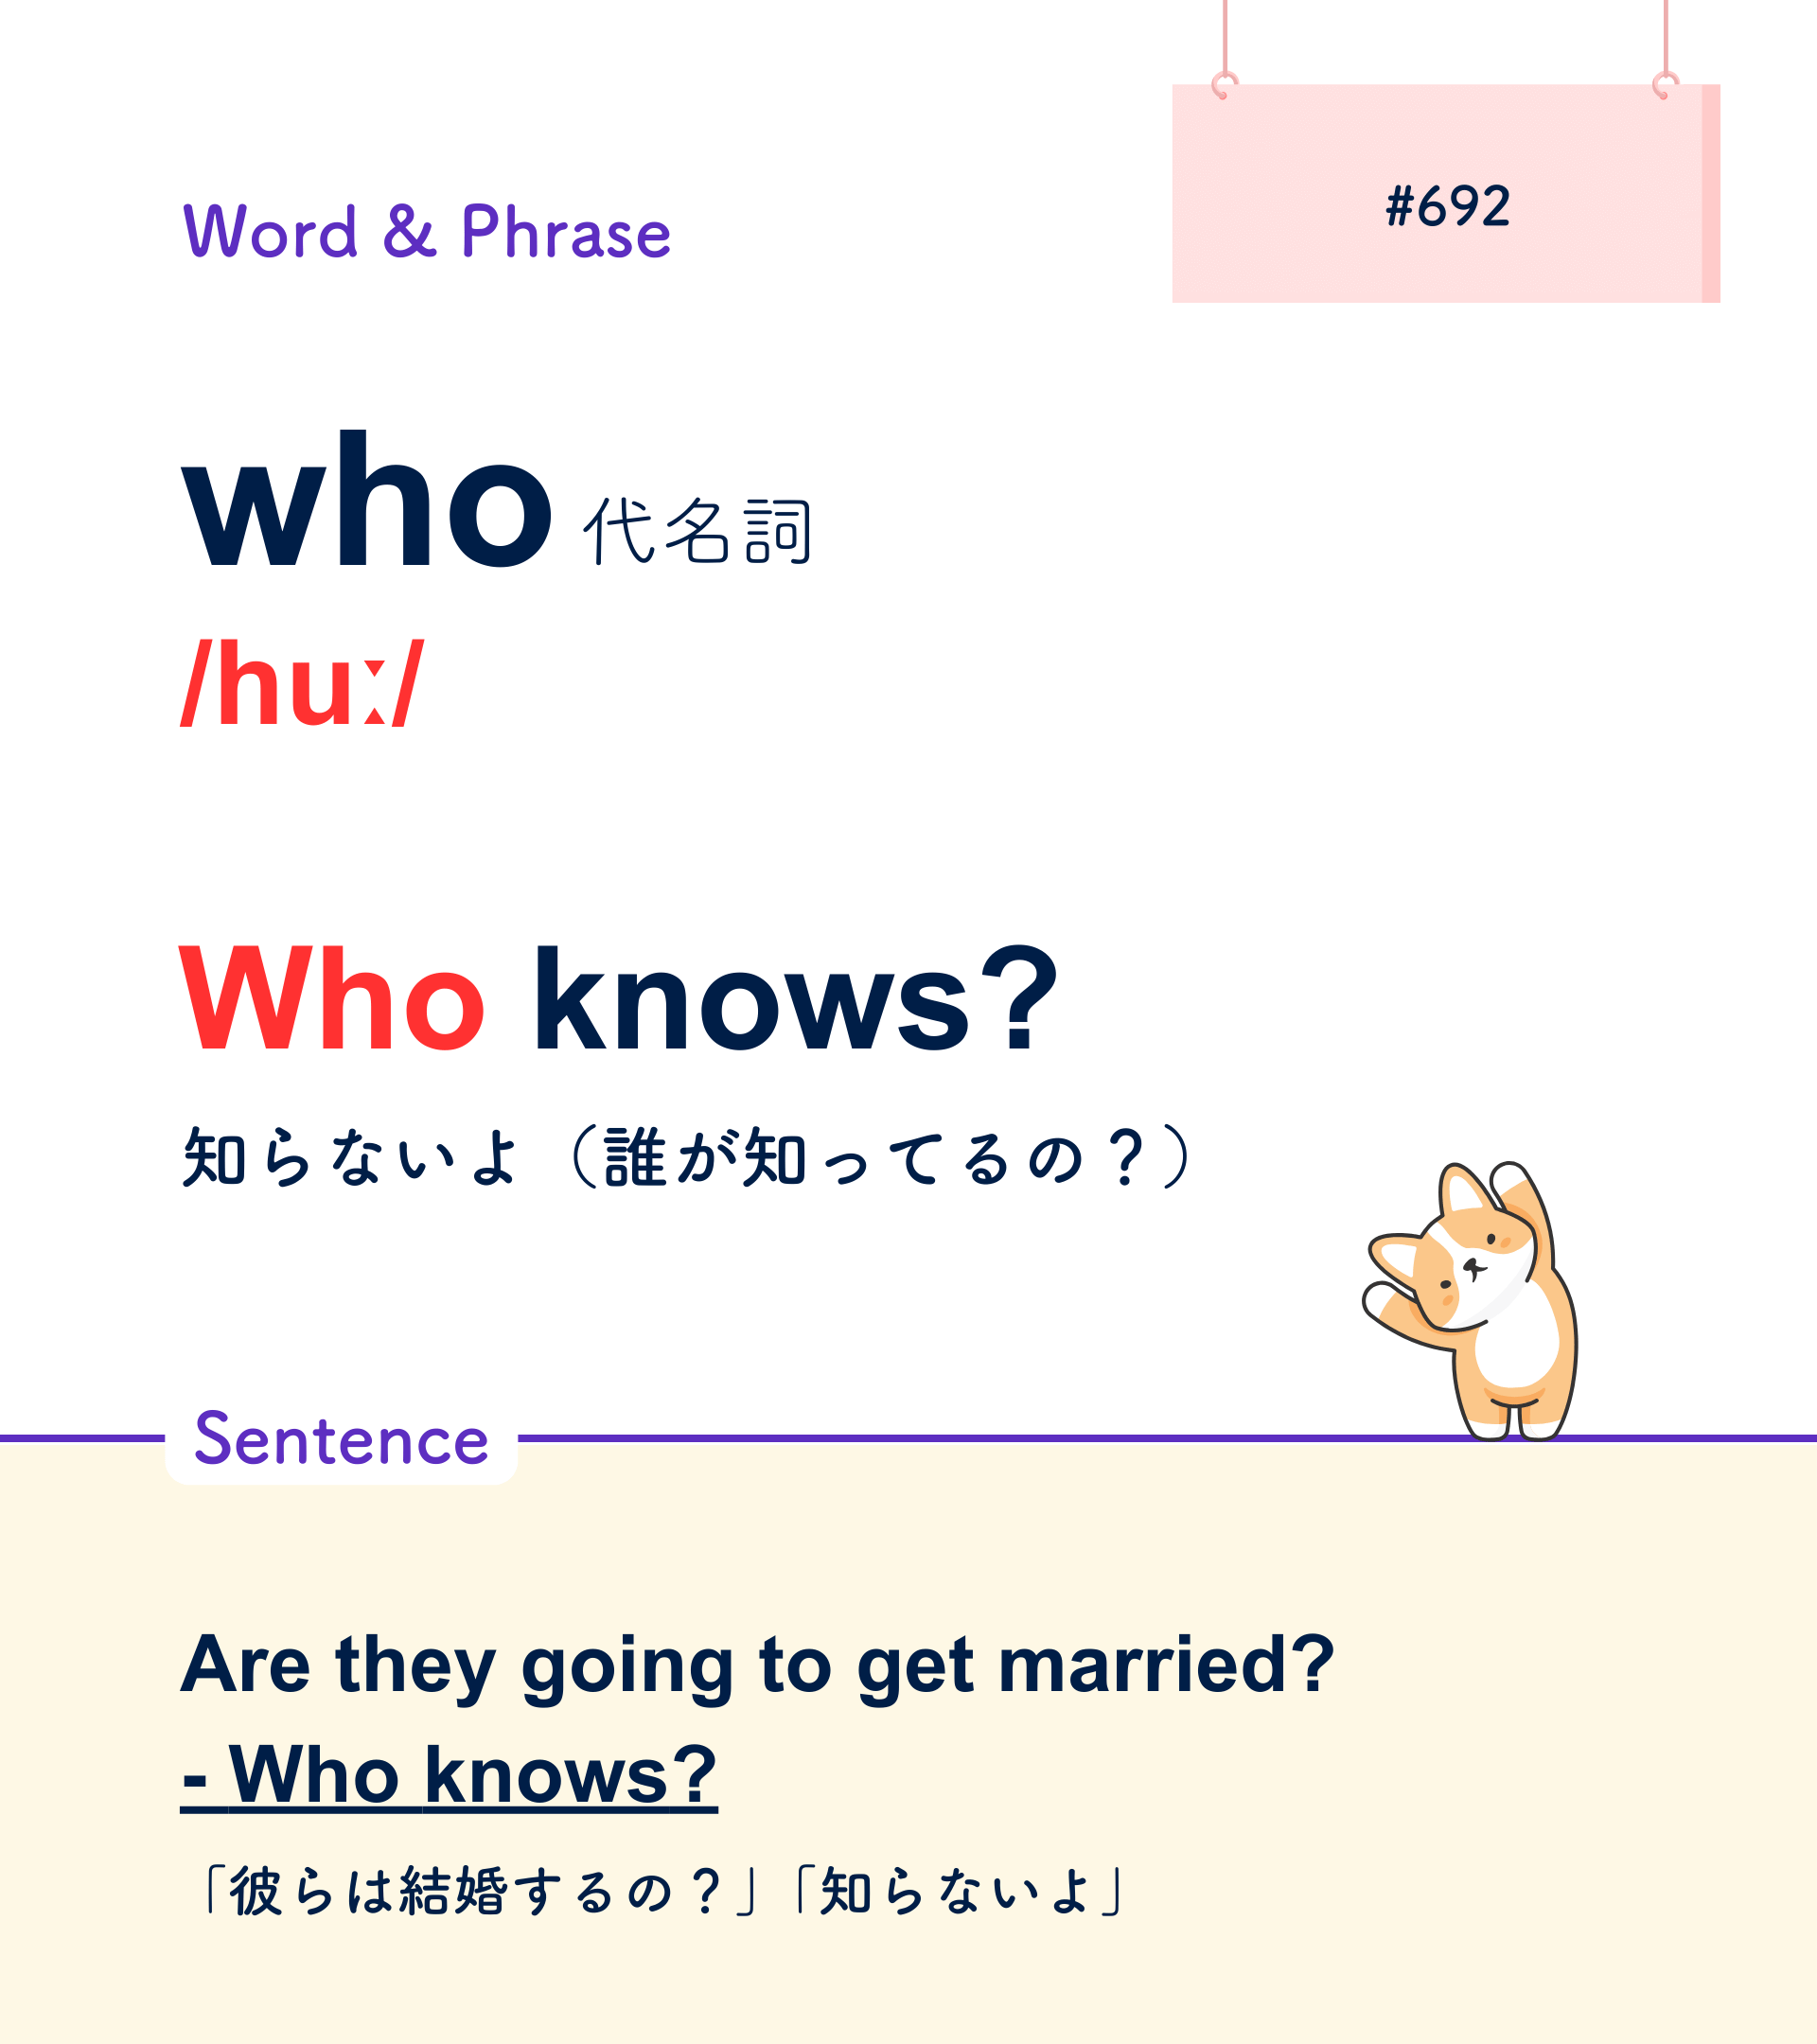 #692
Word & Phrase
who 代名詞
/huː/
Who knows?
知らないよ（誰が知ってるの？）
Sentence
Are they going to get married?
- Who knows?
「彼らは結婚するの？」「知らないよ」